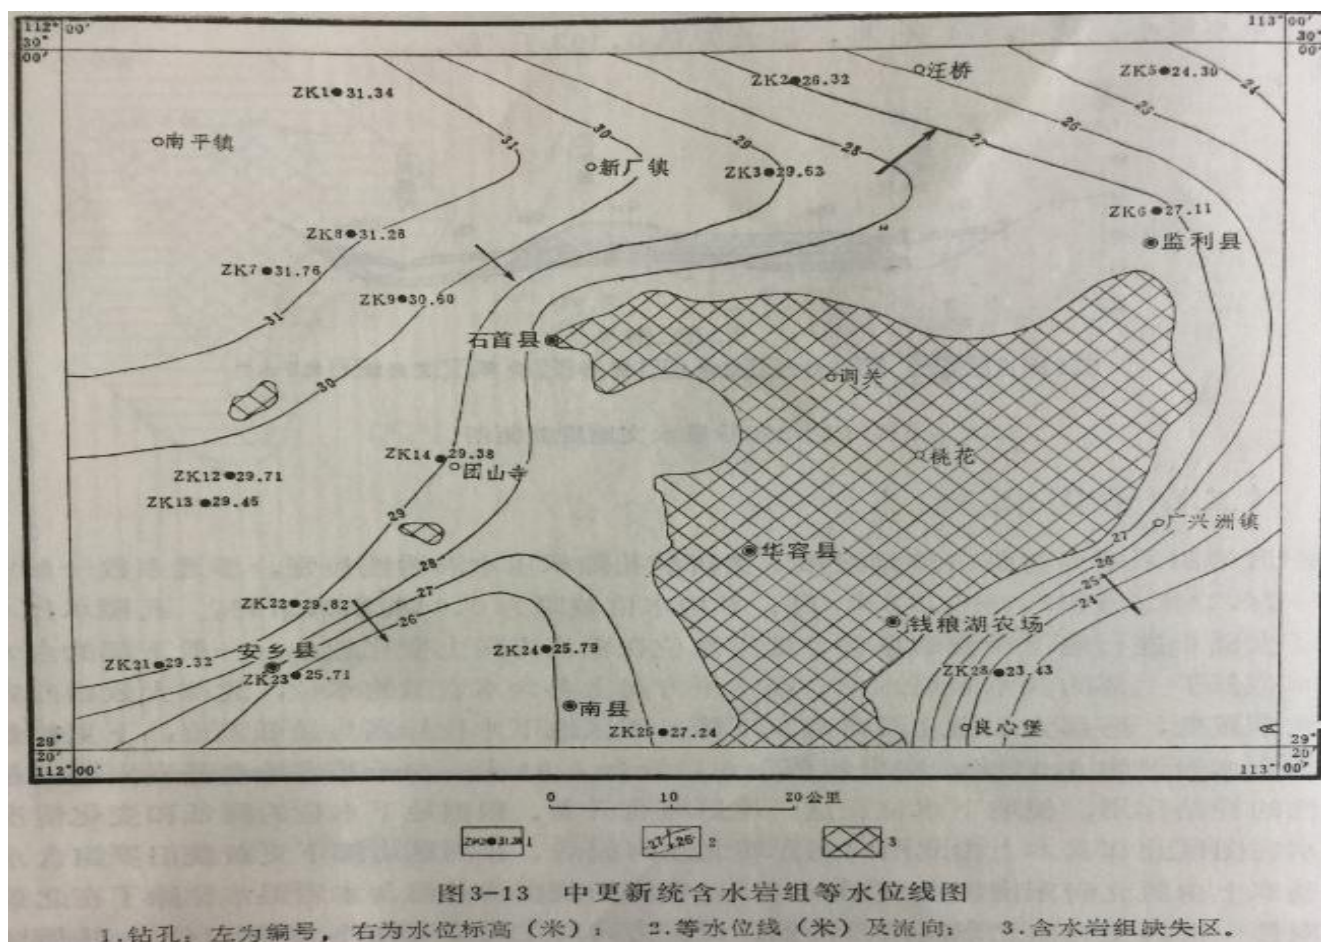 112° 00′
113° 00′
30° 00′
30° 00′
ZK1 31.34
ZK2 26.32
汪桥
ZK5 24.30
24
25
26
27
28
29
30
31
南平镇
新厂镇
ZK3 29.63
ZK6 27.11
监利县
ZK8 31.28
ZK7 31.76
ZK9 30.60
31
石首县
调关
30
ZK14 29.38
团山寺
桃花
ZK12 29.71
ZK13 29.45
29
广兴洲镇
27
华容县
26
28
25
27
24
ZK22 29.82
26
钱粮湖农场
安乡县
ZK24 25.79
ZK21 29.32
ZK23 25.71
ZK28 23.43
南县
ZK25 27.24
良心堡
29° 20′
29° 20′
112° 00′
113° 00′
0 10 20公里
1
27 25 2
3
图3-13 中更新统含水岩组等水位线图
1.钻孔:左为编号,右为水位标高(米); 2.等水位线(米)及流向; 3.含水岩组缺失区。